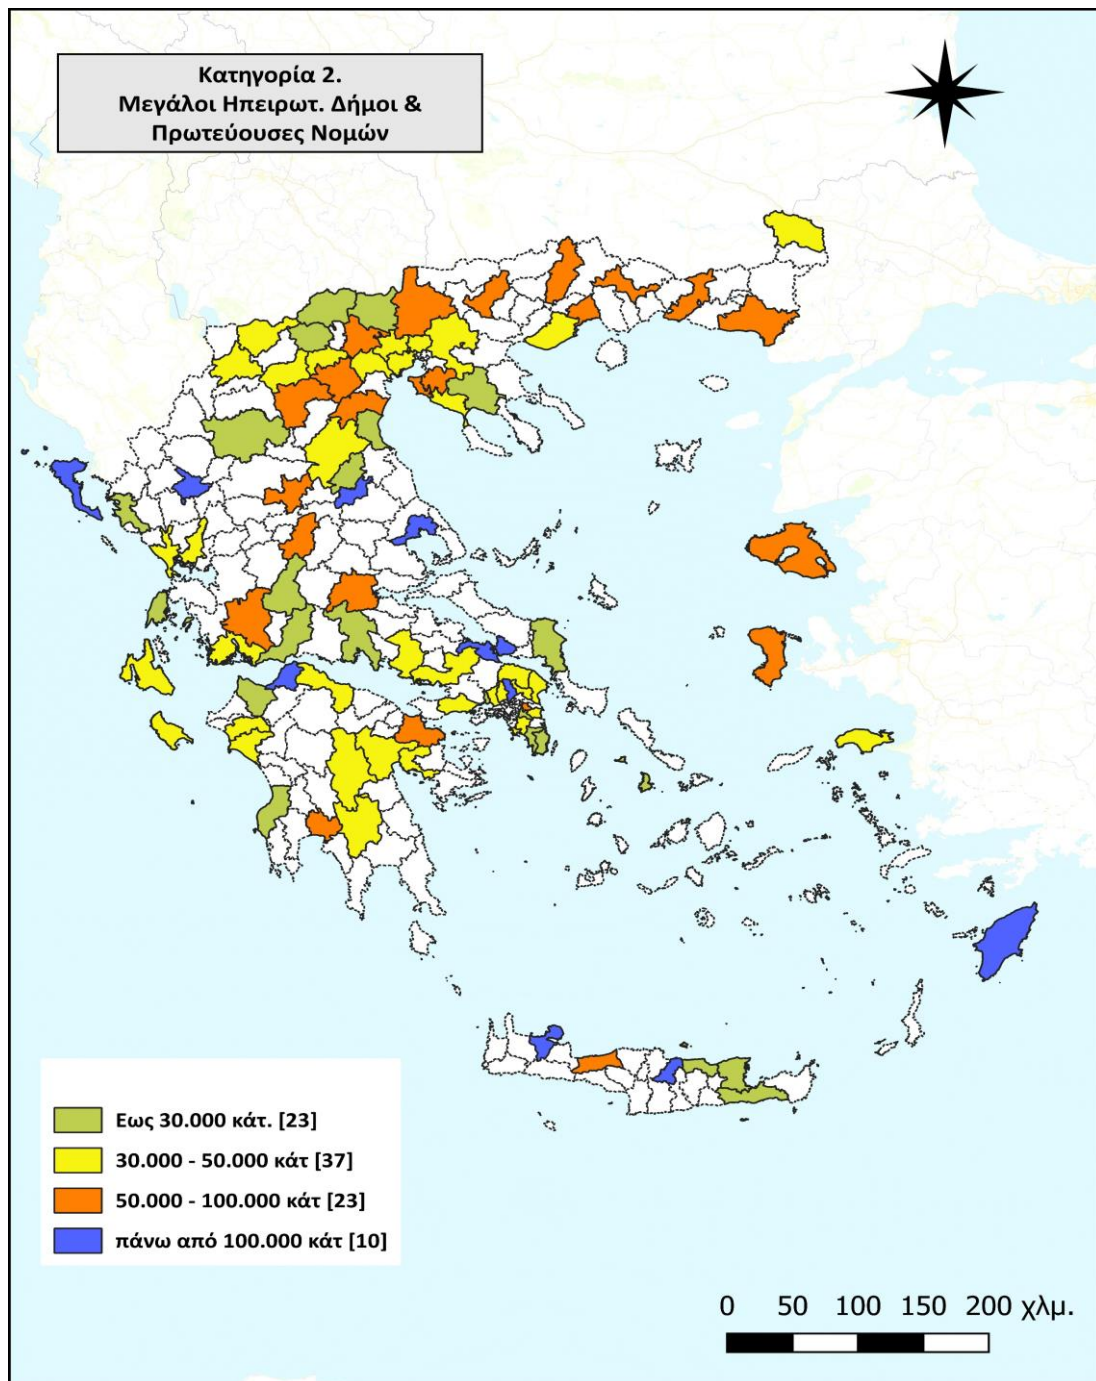 Κατηγορία 2.
Μεγάλοι Ηπειρωτ. Δήμοι &
Πρωτεύουσες Νομών
Εως 30.000 κάτ. [23]
30.000 - 50.000 κάτ [37]
50.000 - 100.000 κάτ [23]
πάνω από 100.000 κάτ [10]
0 50 100 150 200 χλμ.